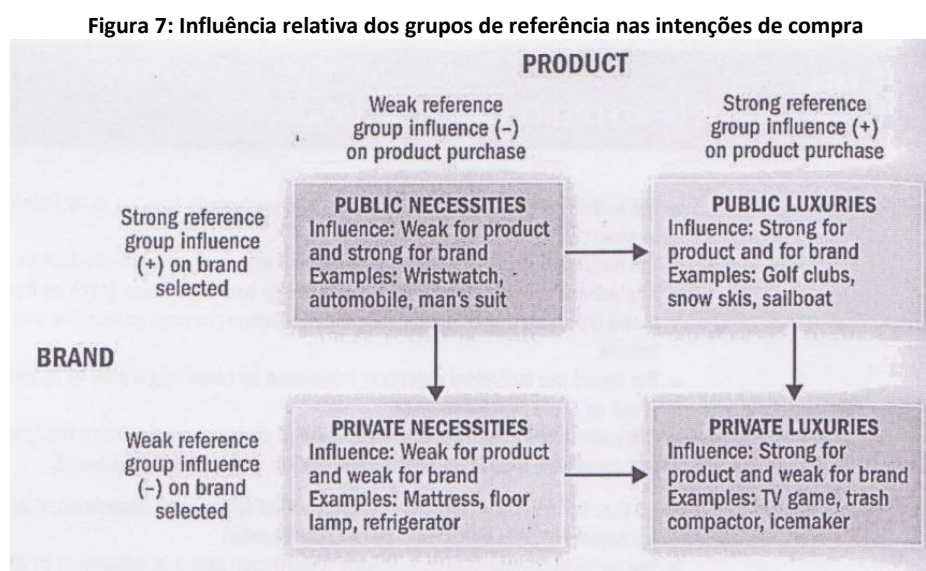 Figura 7: Influência relativa dos grupos de referência nas intenções de compra
PRODUCT
Weak reference
group influence (–)
on product purchase
Strong reference
group influence (+)
on product purchase
Strong reference
group influence
(+) on brand
selected
PUBLIC NECESSITIES
Influence: Weak for product
and strong for brand
Examples: Wristwatch,
automobile, man's suit
PUBLIC LUXURIES
Influence: Strong for
product and for brand
Examples: Golf clubs,
snow skis, sailboat
BRAND
Weak reference
group influence
(–) on brand
selected
PRIVATE NECESSITIES
Influence: Weak for product
and weak for brand
Examples: Mattress, floor
lamp, refrigerator
PRIVATE LUXURIES
Influence: Strong for
product and weak for brand
Examples: TV game, trash
compactor, icemaker